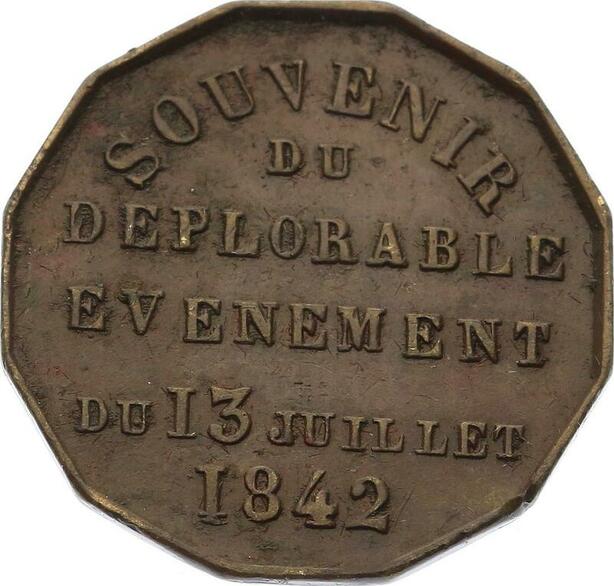 SOUVENIR
DU
DEPLORABLE
EVENEMENT
DU 13 JUILLET
1842